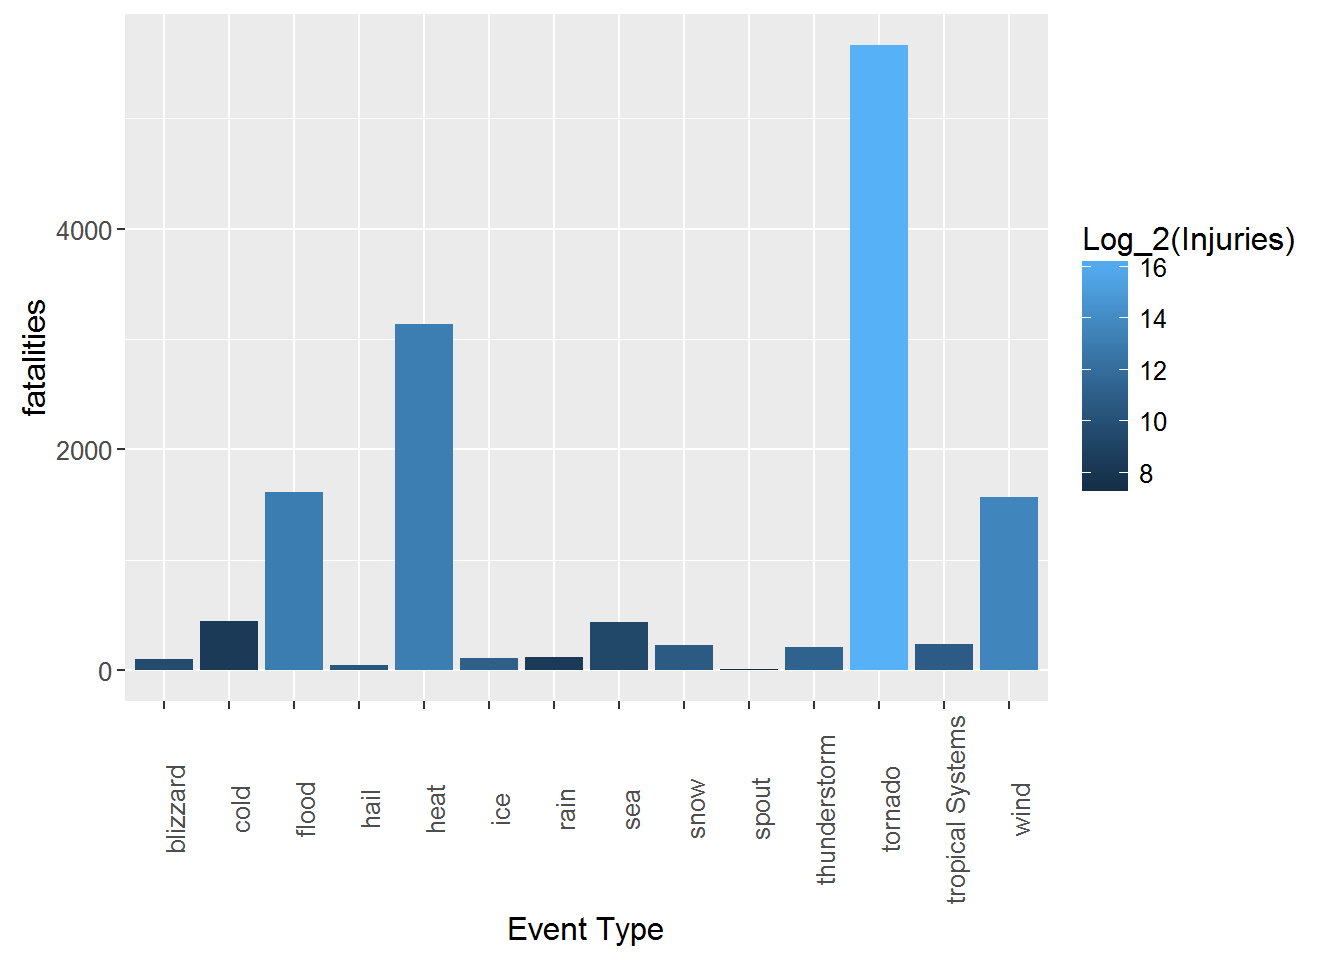 fatalities
4000
2000
0
blizzard
cold
flood
hail
heat
ice
rain
sea
snow
spout
thunderstorm
tornado
tropical Systems
wind
Event Type
Log_2(Injuries)
16
14
12
10
8